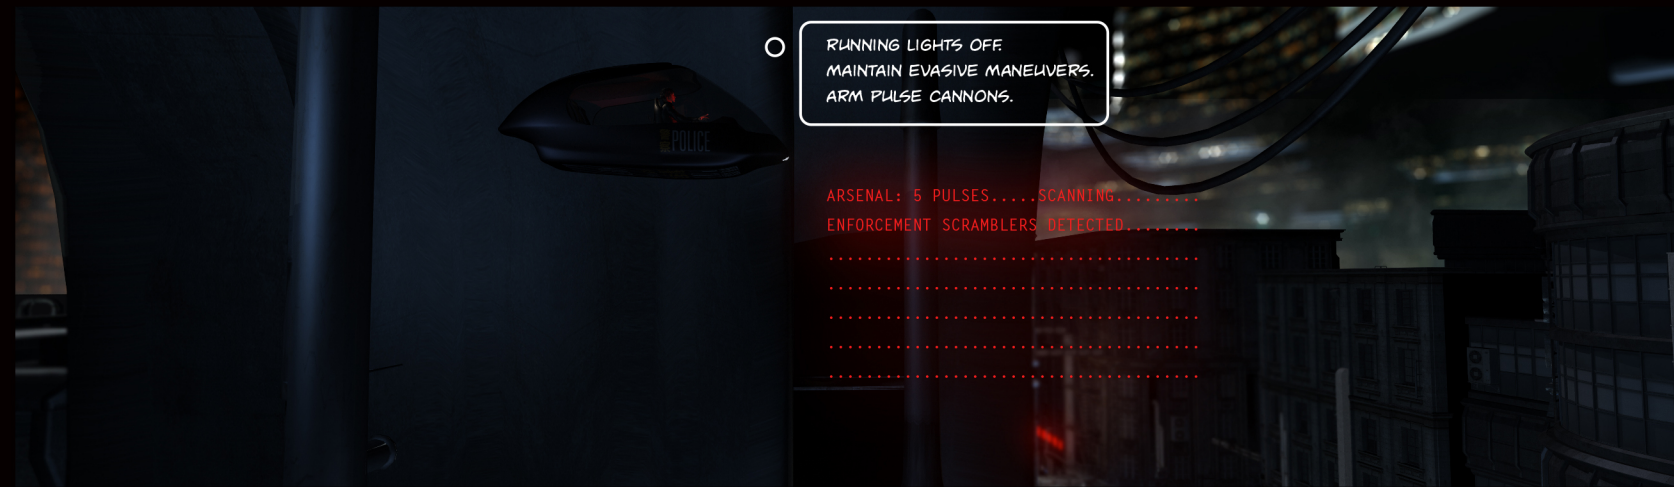 RUNNING LIGHTS OFF.
MAINTAIN EVASIVE MANEUVERS.
ARM PULSE CANNONS.
POLICE
ARSENAL: 5 PULSES.....SCANNING.........
ENFORCEMENT SCRAMBLERS DETECTED........
.......................................
.......................................
.......................................
.......................................
.......................................